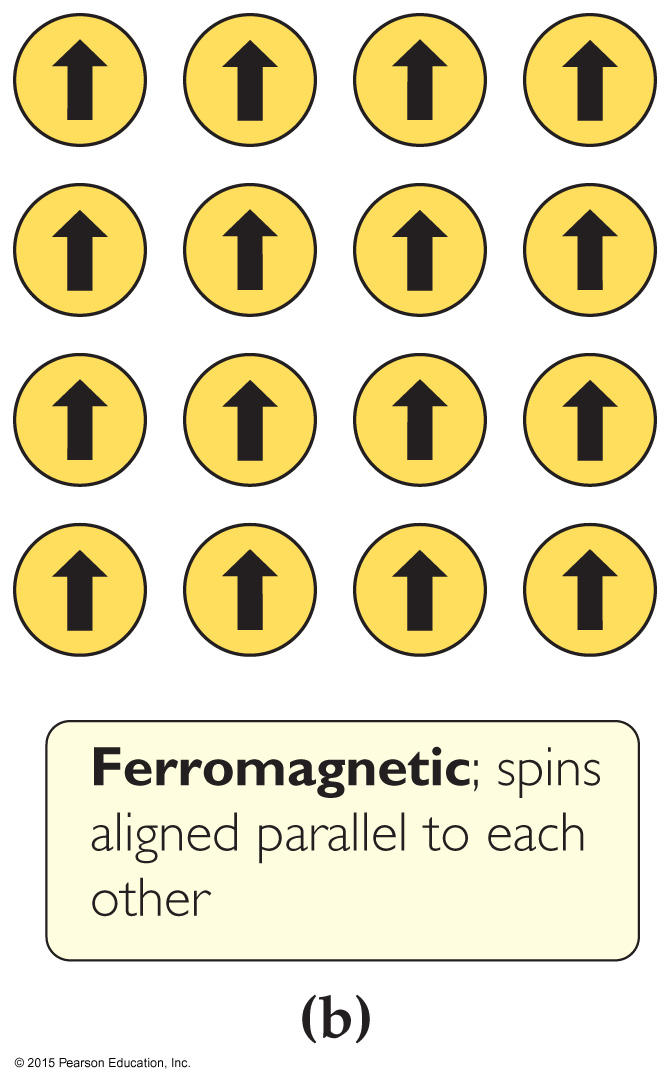 Ferromagnetic; spins
aligned parallel to each
other
(b)
© 2015 Pearson Education, Inc.